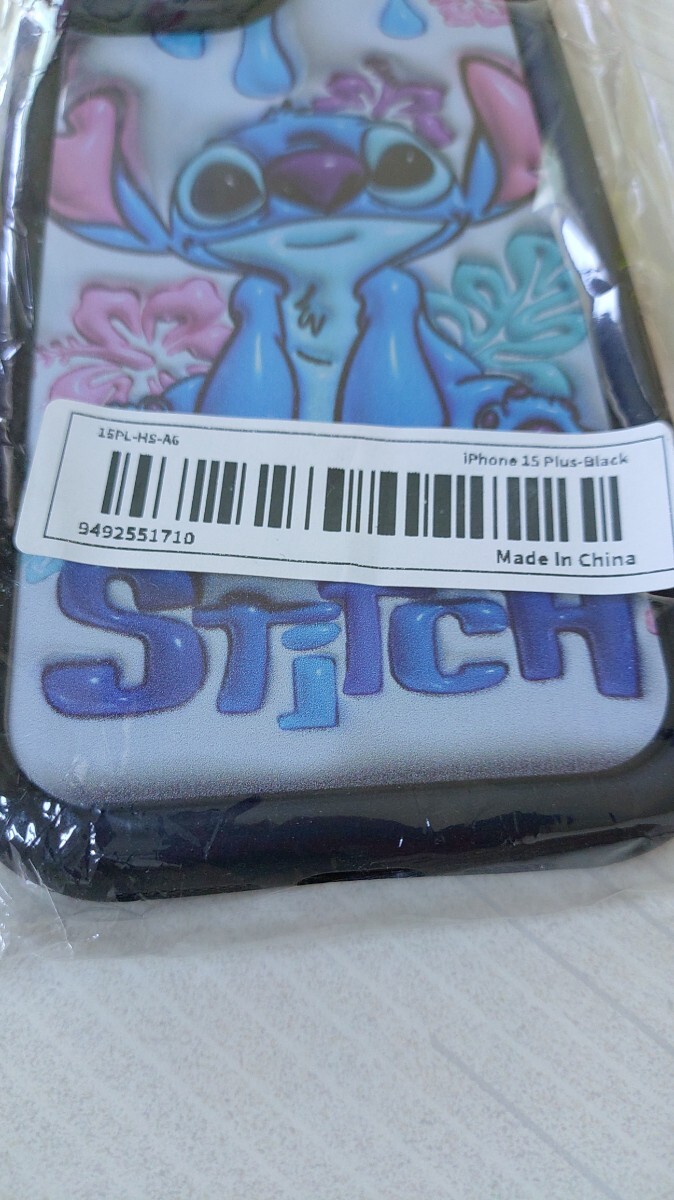 15PL-HS-A6
iPhone 15 Plus-Black
9492551710
Made In China
Stitch